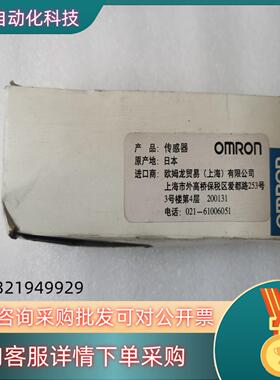 自动化科技
产 品: 传感器
OMRON
原产地: 日本
进口商: 欧姆龙贸易(上海)有限公司
上海市外高桥保税区爱都路253号
3号楼第4层 200131
电话: 021-61006051
OMRON
821949929
咨询采购批发可对公开票
客服详情下单采购